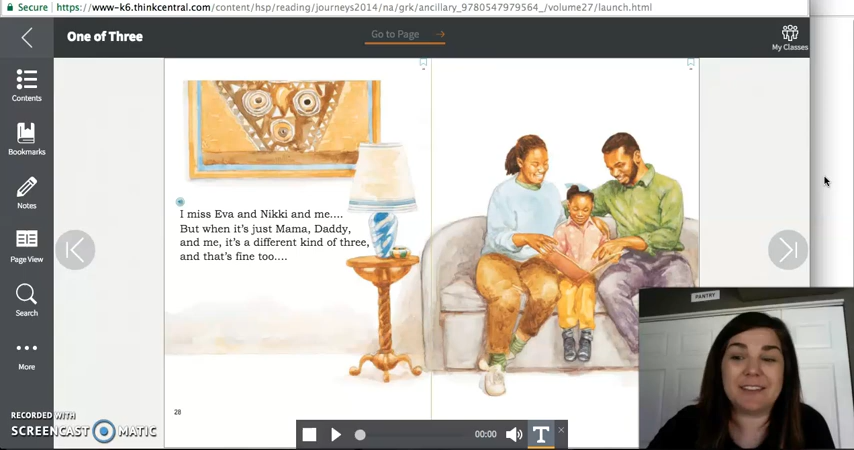 Secure | https://www-k6.thinkcentral.com/content/hsp/reading/journeys2014/na/grk/ancillary_9780547979564_/volume27/launch.html
One of Three
Go to Page →
My Classes
Contents
Bookmarks
Notes
Page View
Search
More
I miss Eva and Nikki and me....
But when it's just Mama, Daddy,
and me, it's a different kind of three,
and that's fine too....
28
PANTRY
RECORDED WITH
SCREENCAST MATIC
00:00
T